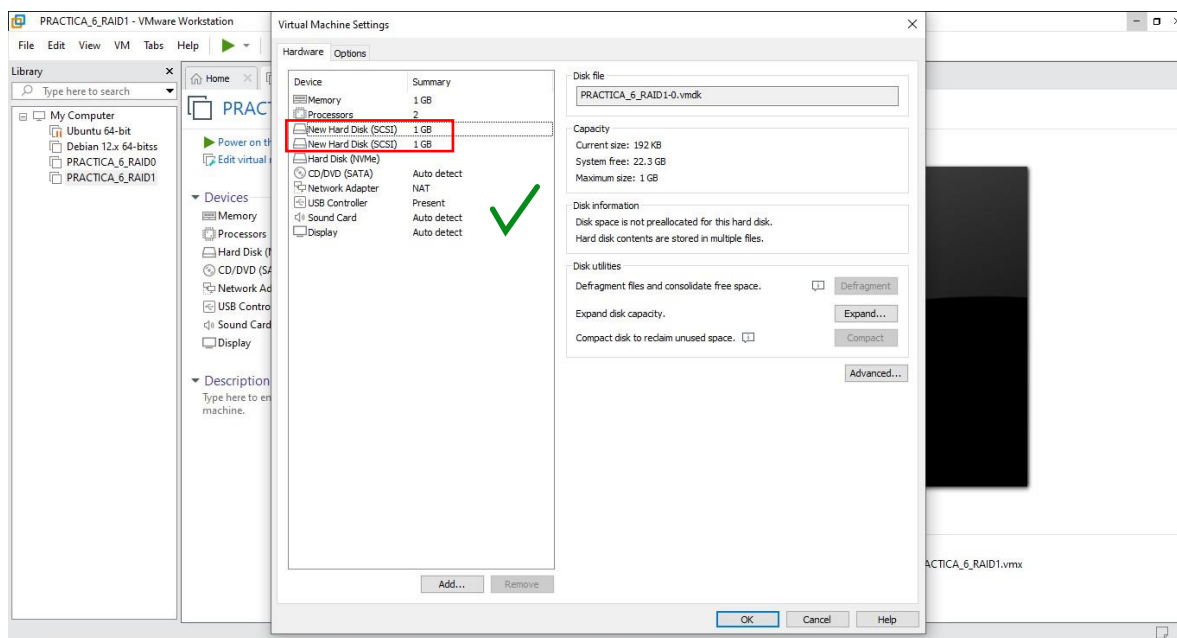 PRACTICA_6_RAID1 - VMware Workstation
File Edit View VM Tabs Help
Library
Type here to search
My Computer
Ubuntu 64-bit
Debian 12.x 64-bitss
PRACTICA_6_RAID0
PRACTICA_6_RAID1
Home
PRAC
Power on th
Edit virtual
Devices
Memory
Processors
Hard Disk (
CD/DVD (SA
Network Ad
USB Contro
Sound Card
Display
Description
Type here to en
machine.
Virtual Machine Settings
Hardware Options
Device Summary
Memory 1 GB
Processors 2
New Hard Disk (SCSI) 1 GB
New Hard Disk (SCSI) 1 GB
Hard Disk (NVMe)
CD/DVD (SATA) Auto detect
Network Adapter NAT
USB Controller Present
Sound Card Auto detect
Display Auto detect
Add... Remove
Disk file
PRACTICA_6_RAID1-0.vmdk
Capacity
Current size: 192 KB
System free: 22.3 GB
Maximum size: 1 GB
Disk information
Disk space is not preallocated for this hard disk.
Hard disk contents are stored in multiple files.
Disk utilities
Defragment files and consolidate free space. Defragment
Expand disk capacity. Expand...
Compact disk to reclaim unused space. Compact
Advanced...
OK Cancel Help
ACTICA_6_RAID1.vmx